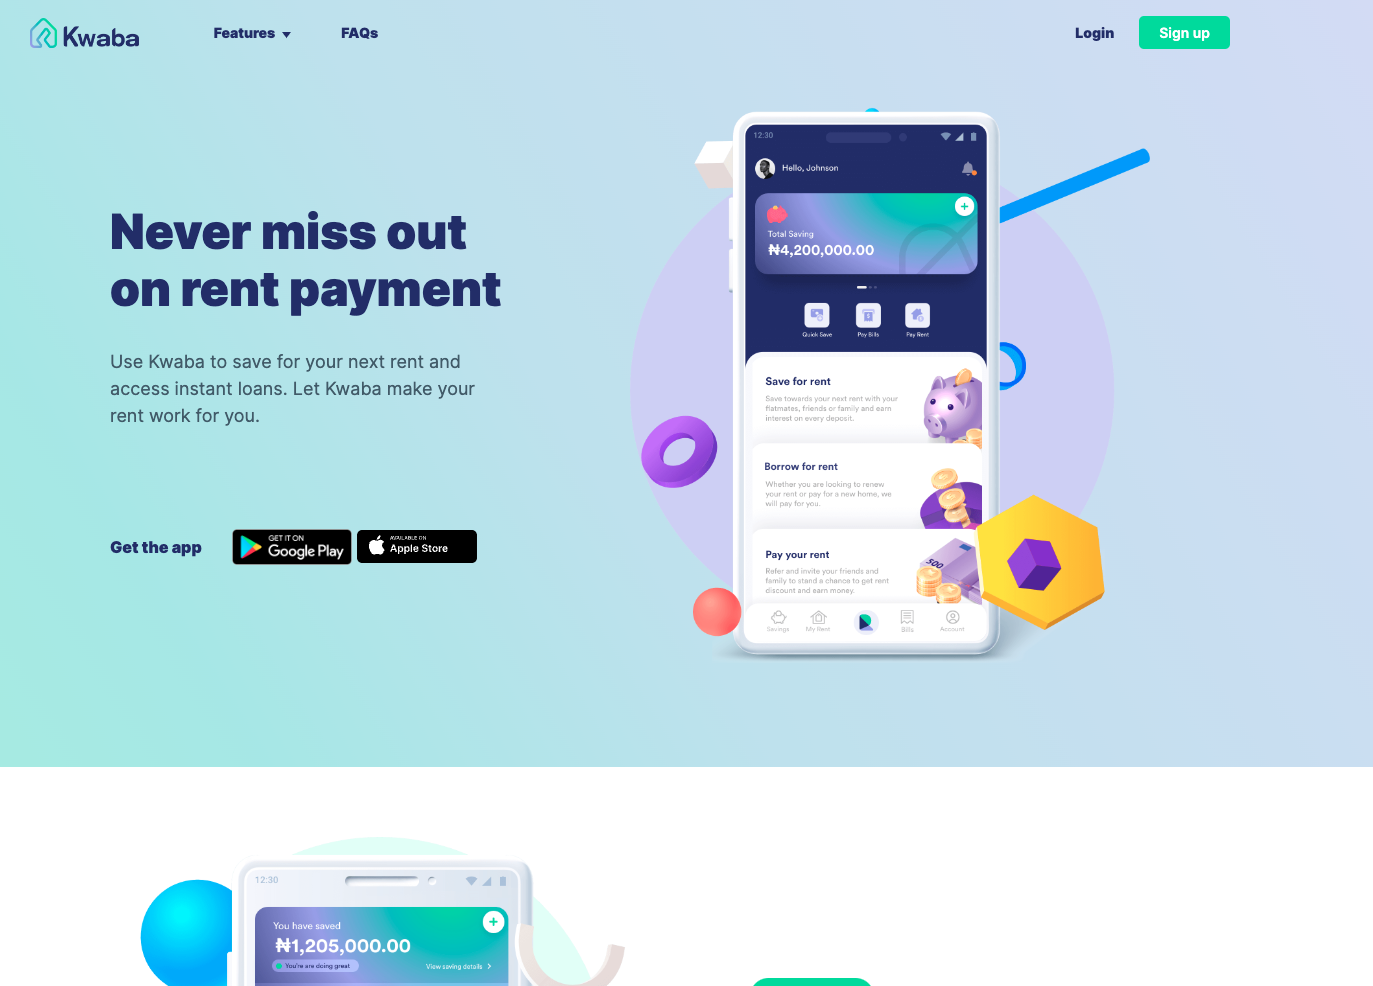 Kwaba
Features
FAQs
Login
Sign up
Never miss out
on rent payment
Use Kwaba to save for your next rent and
access instant loans. Let Kwaba make your
rent work for you.
Get the app
GET IT ON
Google Play
AVAILABLE ON
Apple Store
12:30
Hello, Johnson
Total Saving
₦4,200,000.00
Quick Save
Pay Bills
Pay Rent
Save for rent
Save towards your next rent with your
flatmates, friends or family and earn
interest on every deposit.
Borrow for rent
Whether you are looking to renew
your rent or pay for a new home, we
will pay for you.
Pay your rent
Refer and invite your friends and
family to stand a chance to get rent
discount and earn money.
500
Savings
My Rent
Bills
Account
12:30
You have saved
₦1,205,000.00
You're are doing great
View saving details